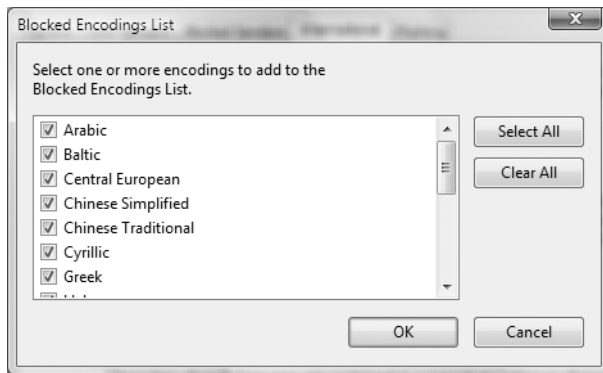 Blocked Encodings List
Select one or more encodings to add to the
Blocked Encodings List.
Arabic
Select All
Baltic
Clear All
Central European
Chinese Simplified
Chinese Traditional
Cyrillic
Greek
OK
Cancel